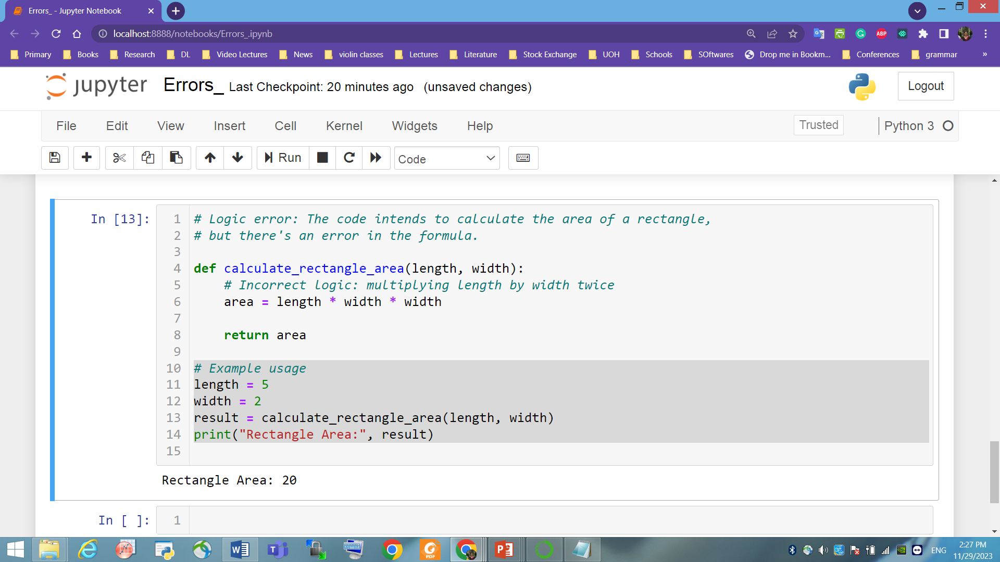 Errors_ - Jupyter Notebook
localhost:8888/notebooks/Errors_.ipynb
ABP
Primary Books Research DL Video Lectures News violin classes Lectures Literature Stock Exchange UOH Schools SOftwares Drop me in Bookm... Conferences grammar »
jupyter Errors_ Last Checkpoint: 20 minutes ago (unsaved changes) Logout
File Edit View Insert Cell Kernel Widgets Help Trusted Python 3
Run Code
In [13]:
1 # Logic error: The code intends to calculate the area of a rectangle,
2 # but there's an error in the formula.
3
4 def calculate_rectangle_area(length, width):
5     # Incorrect logic: multiplying length by width twice
6     area = length * width * width
7
8     return area
9
10 # Example usage
11 length = 5
12 width = 2
13 result = calculate_rectangle_area(length, width)
14 print("Rectangle Area:", result)
15
Rectangle Area: 20
In [ ]: 1
PDF
ENG
2:27 PM
11/29/2023